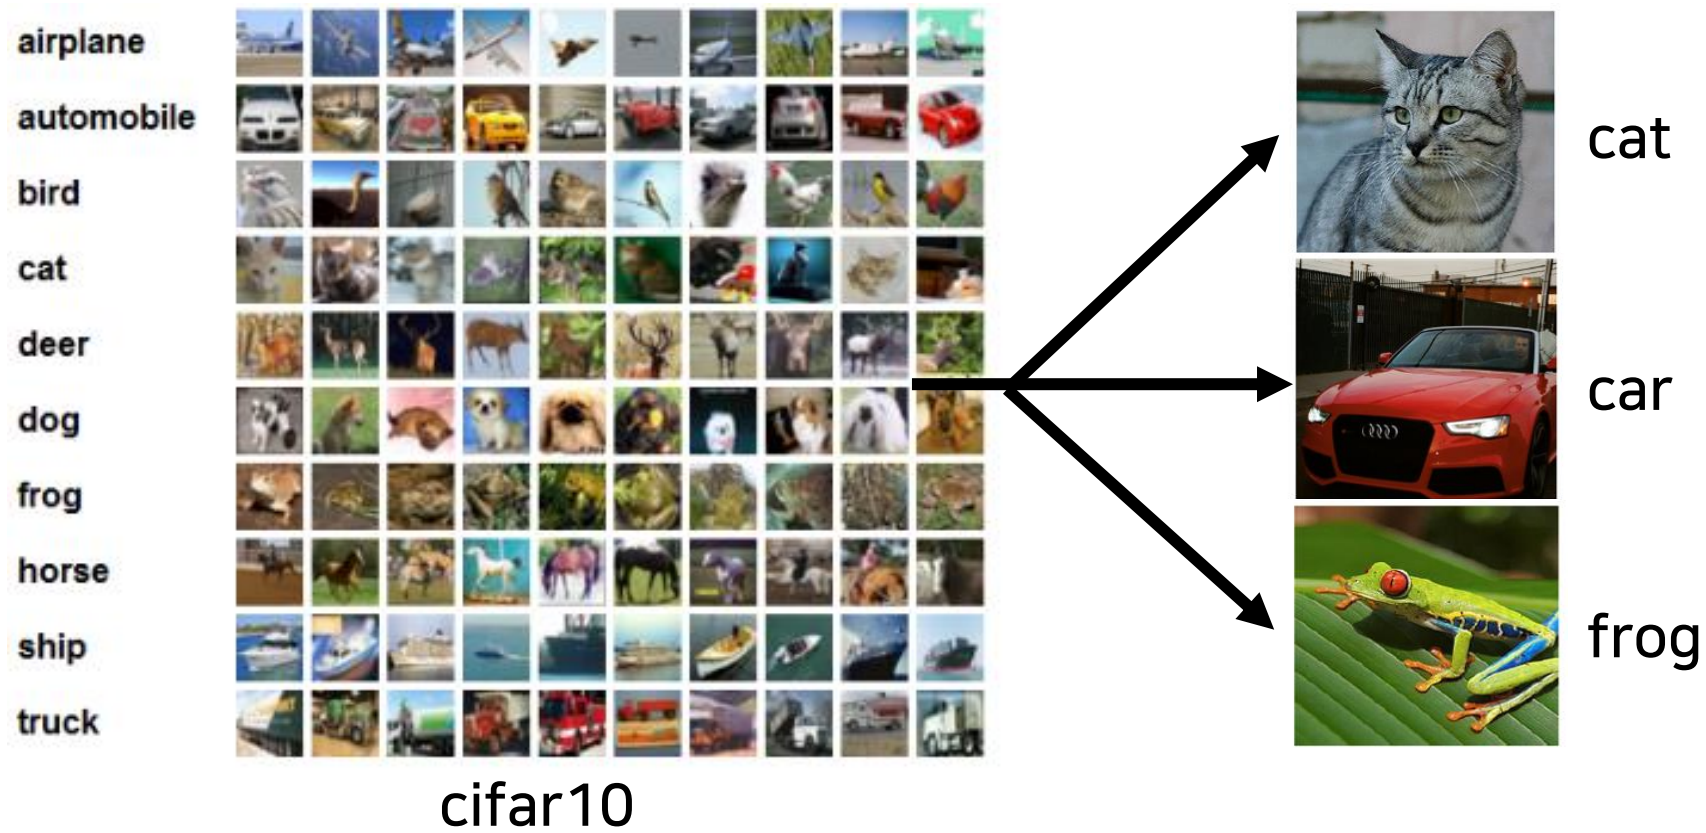 airplane
automobile
bird
cat
deer
dog
frog
horse
ship
truck
cifar10
cat
car
frog